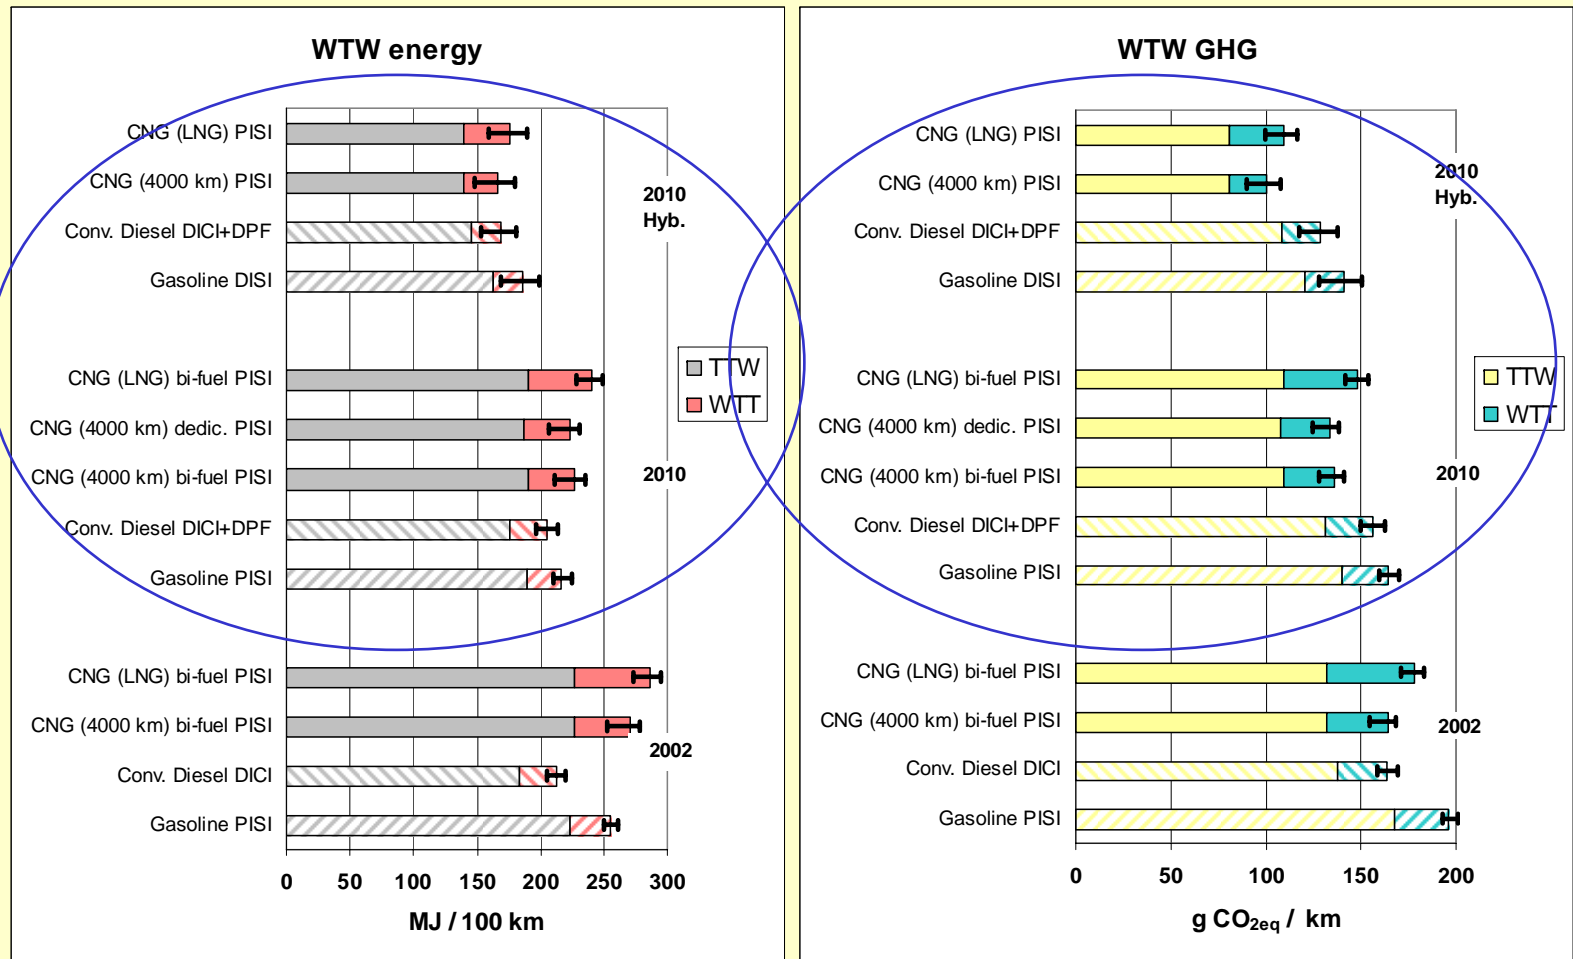 WTW energy
CNG (LNG) PISI
CNG (4000 km) PISI
Conv. Diesel DICI+DPF
Gasoline DISI
2010
Hyb.
CNG (LNG) bi-fuel PISI
CNG (4000 km) dedic. PISI
CNG (4000 km) bi-fuel PISI
Conv. Diesel DICI+DPF
Gasoline PISI
2010
TTW
WTT
CNG (LNG) bi-fuel PISI
CNG (4000 km) bi-fuel PISI
Conv. Diesel DICI
Gasoline PISI
2002
0 50 100 150 200 250 300
MJ / 100 km
WTW GHG
CNG (LNG) PISI
CNG (4000 km) PISI
Conv. Diesel DICI+DPF
Gasoline DISI
2010
Hyb.
CNG (LNG) bi-fuel PISI
CNG (4000 km) dedic. PISI
CNG (4000 km) bi-fuel PISI
Conv. Diesel DICI+DPF
Gasoline PISI
2010
TTW
WTT
CNG (LNG) bi-fuel PISI
CNG (4000 km) bi-fuel PISI
Conv. Diesel DICI
Gasoline PISI
2002
0 50 100 150 200
g CO2eq / km